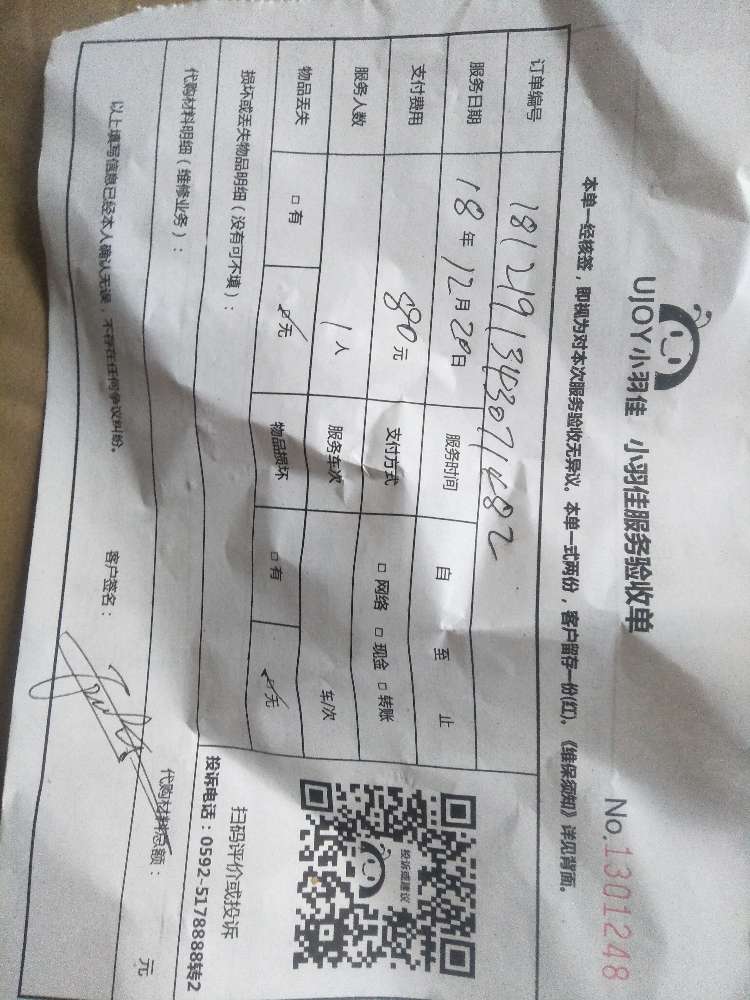 UJOY小羽佳 小羽佳服务验收单
No.1301248
本单一经核签，即视为对本次服务验收无异议。本单一式两份，客户留存一份(红)。《维保须知》详见背面。
订单编号
服务日期 18年12月20日 服务时间 自 至 止
支付费用 880元 支付方式 □ 网络 □ 现金 □ 转账
服务人数 1人 服务车次 车/次
物品丢失 □ 有 ☑无 物品损坏 □ 有 ☑无
损坏或丢失物品明细（没有可不填）：
代购材料明细（维修业务）： 代购材料总额： 元
以上填写信息已经本人确认无误，不存在任何争议纠纷。 客户签名：
投诉或建议
扫码评价或投诉
投诉电话：0592-5178888转2